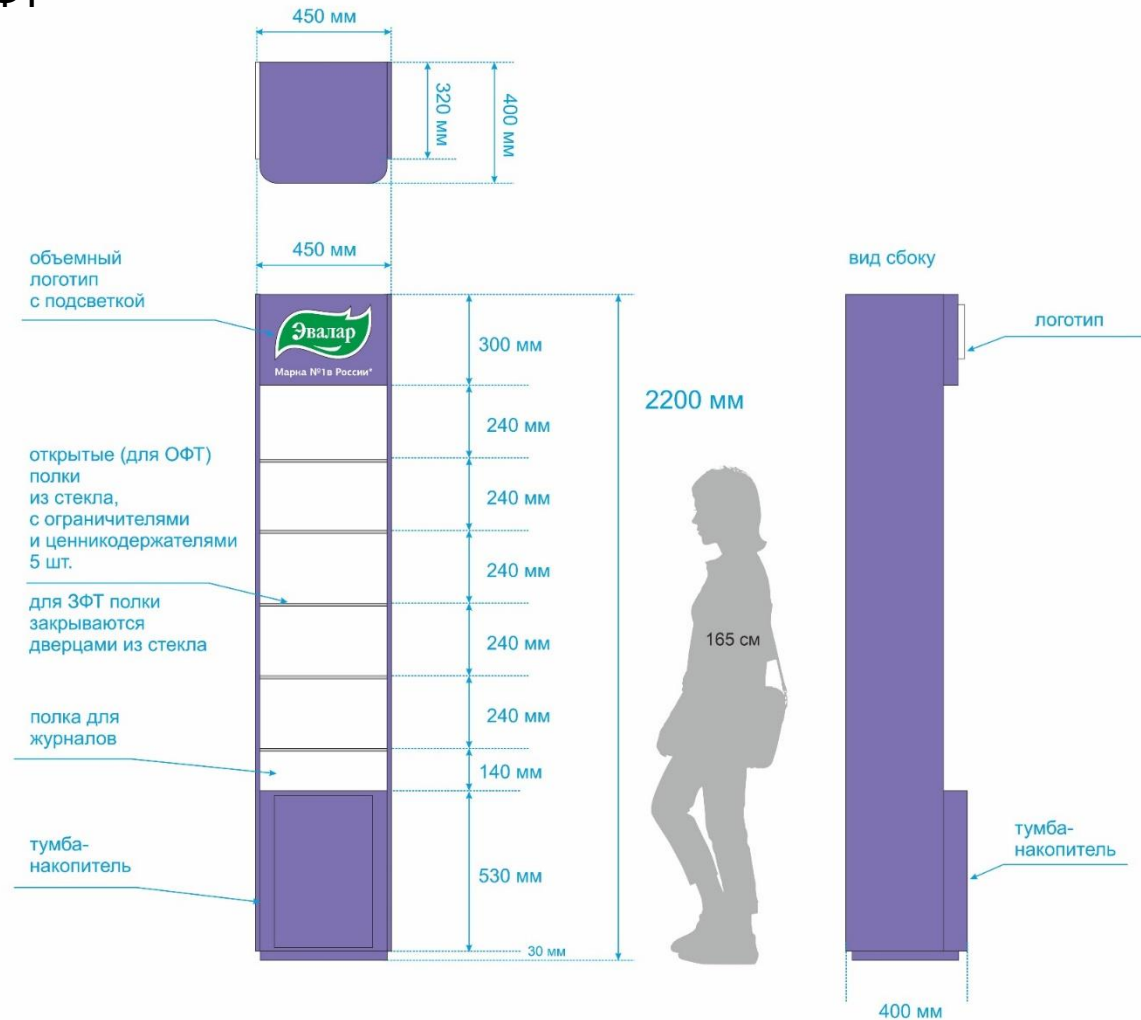 450 мм
320 мм
400 мм
450 мм
объемный
логотип
с подсветкой
вид сбоку
Эвалар
Марка №1в России*
логотип
300 мм
2200 мм
240 мм
открытые (для ОФТ)
полки
из стекла,
с ограничителями
и ценникодержателями
5 шт.
240 мм
240 мм
для ЗФТ полки
закрываются
дверцами из стекла
240 мм
165 см
240 мм
полка для
журналов
140 мм
тумба-
накопитель
530 мм
тумба-
накопитель
30 мм
400 мм